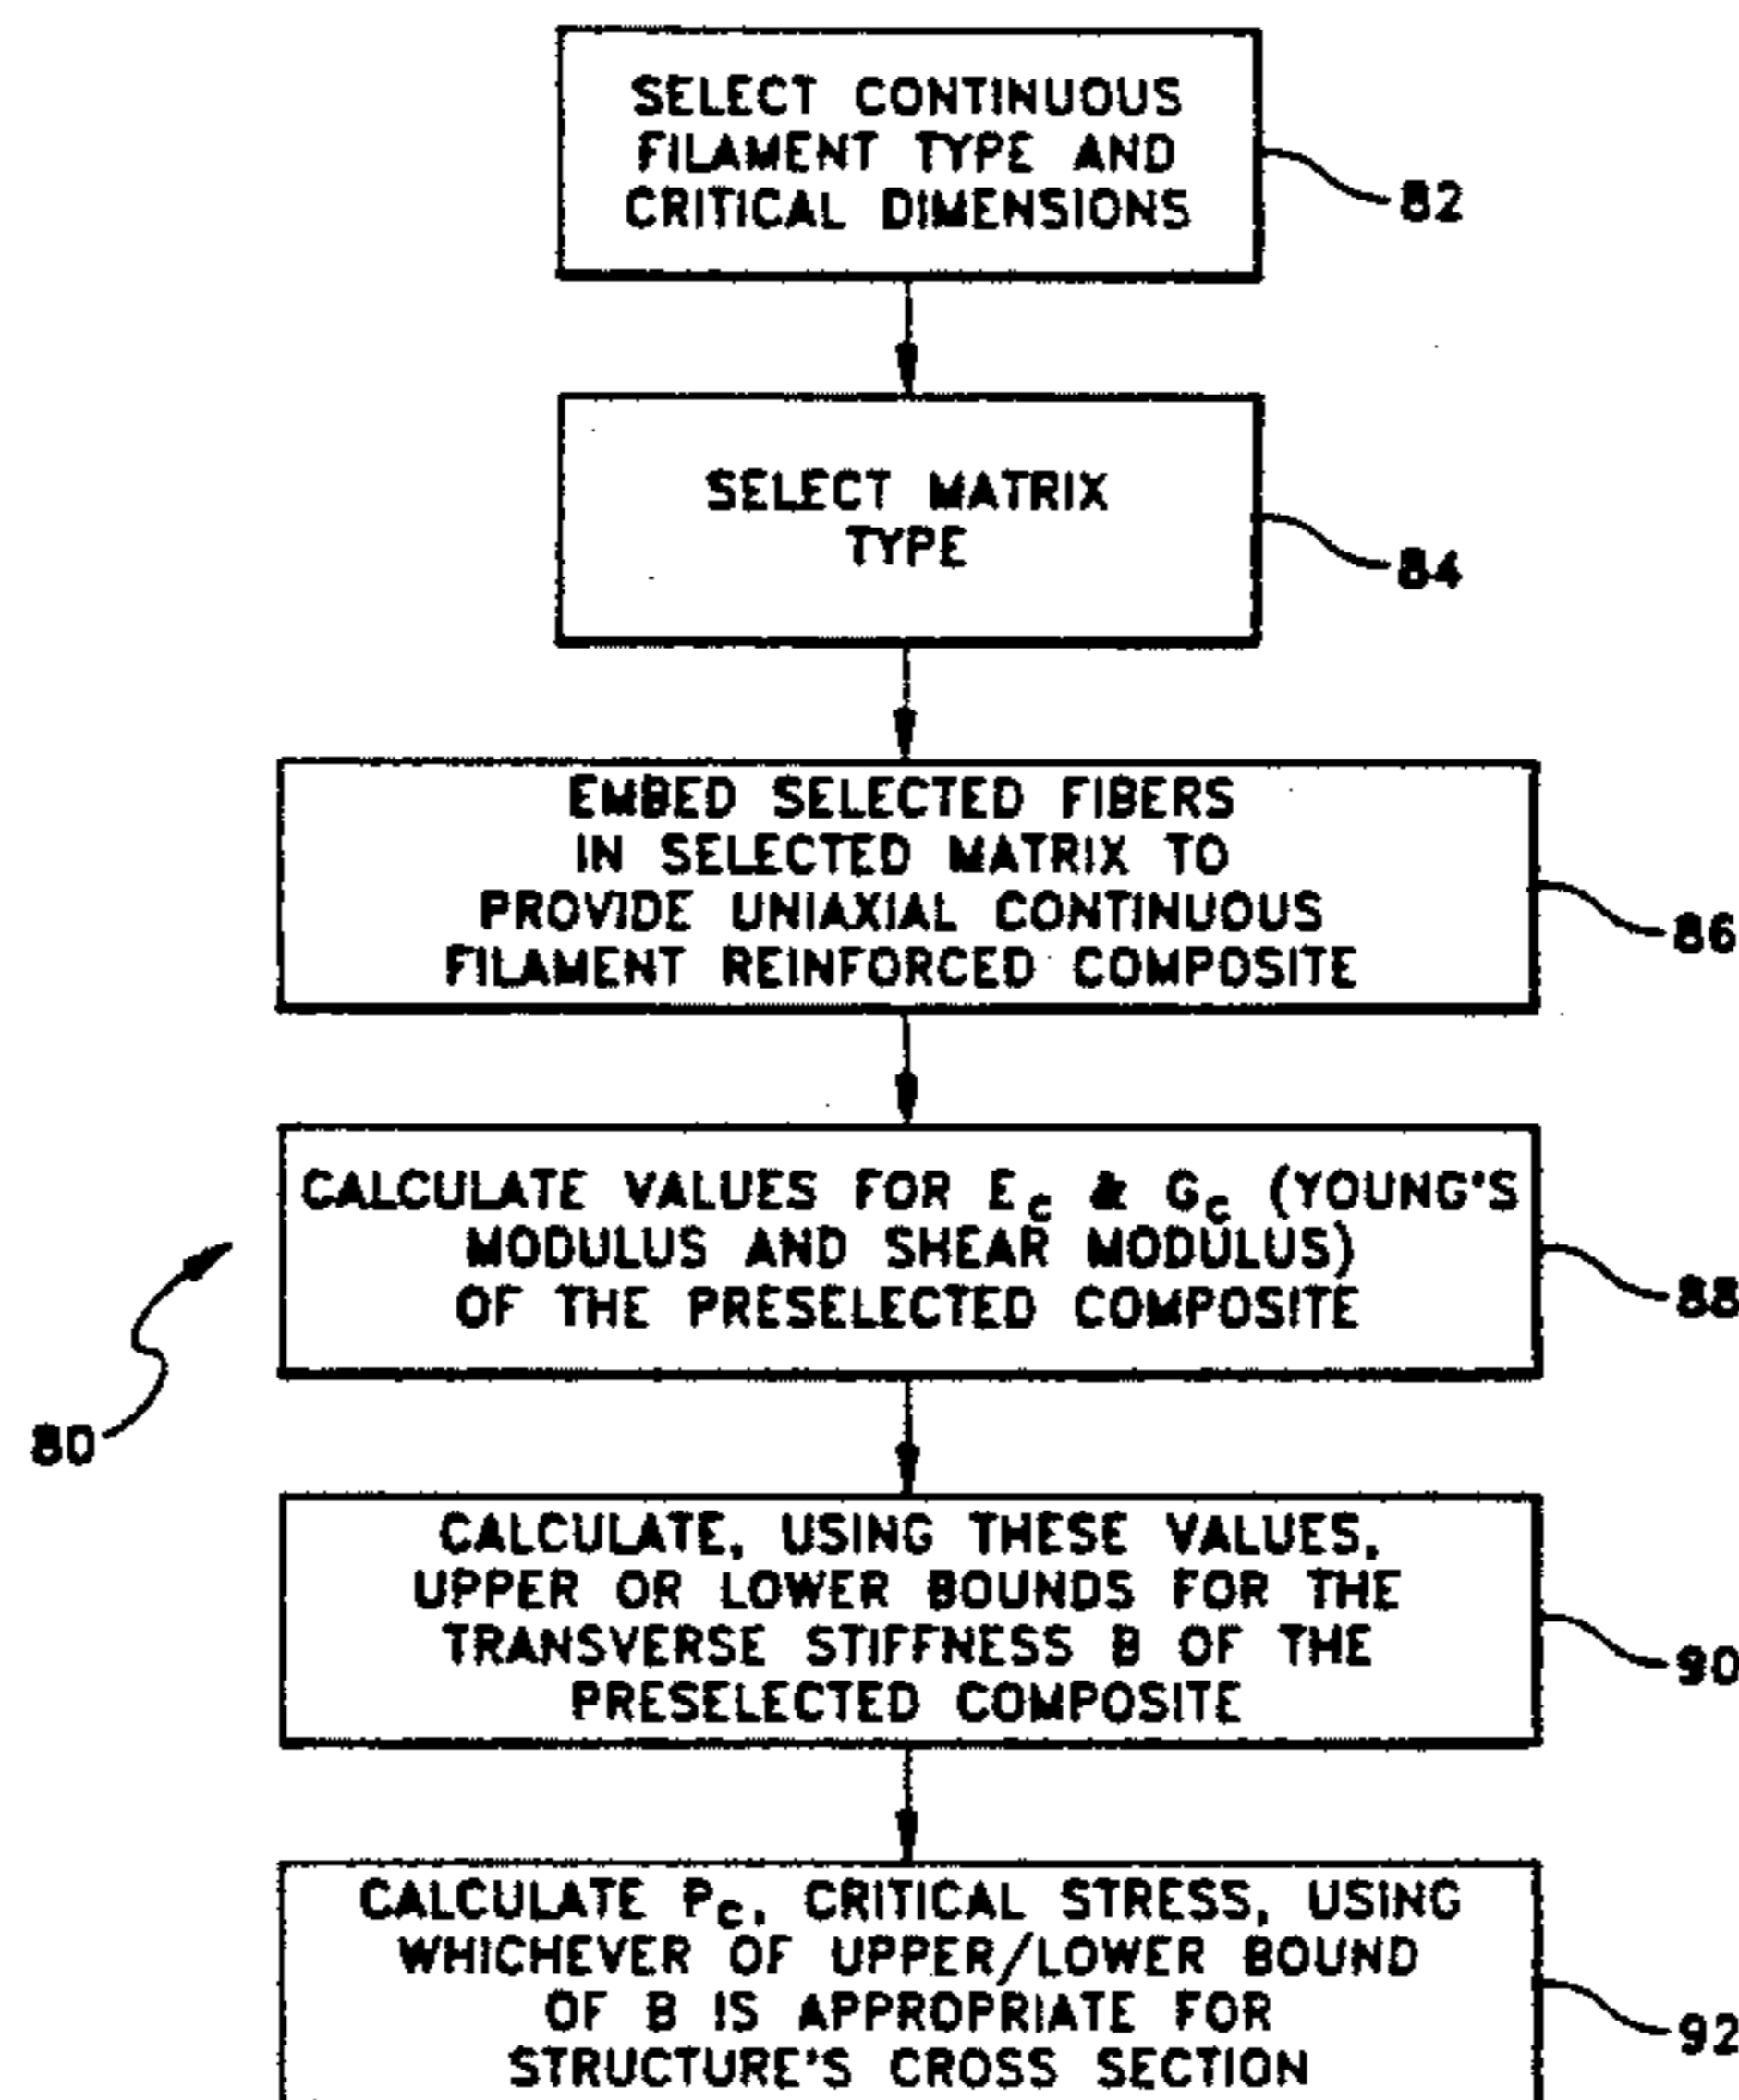 SELECT CONTINUOUS
FILAMENT TYPE AND
CRITICAL DIMENSIONS
82
SELECT MATRIX
TYPE
84
EMBED SELECTED FIBERS
IN SELECTED MATRIX TO
PROVIDE UNIAXIAL CONTINUOUS
FILAMENT REINFORCED COMPOSITE
86
CALCULATE VALUES FOR Ec & Gc (YOUNG'S
MODULUS AND SHEAR MODULUS)
OF THE PRESELECTED COMPOSITE
88
80
CALCULATE, USING THESE VALUES,
UPPER OR LOWER BOUNDS FOR THE
TRANSVERSE STIFFNESS B OF THE
PRESELECTED COMPOSITE
90
CALCULATE Pc, CRITICAL STRESS, USING
WHICHEVER OF UPPER/LOWER BOUND
OF B IS APPROPRIATE FOR
STRUCTURE'S CROSS SECTION
92